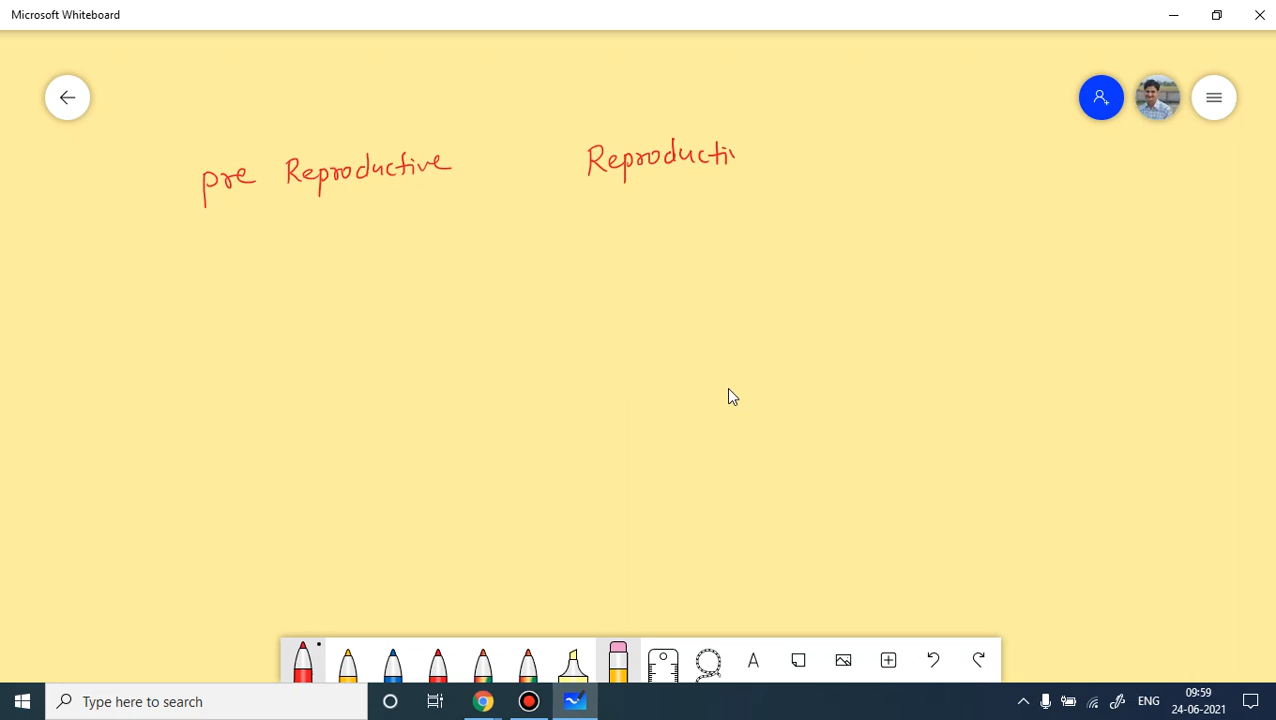 Microsoft Whiteboard
pre Reproductive Reproducti
A
Type here to search
ENG
09:59
24-06-2021